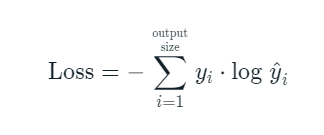 output
size
Loss = − ∑ yᵢ · log ŷᵢ
i=1